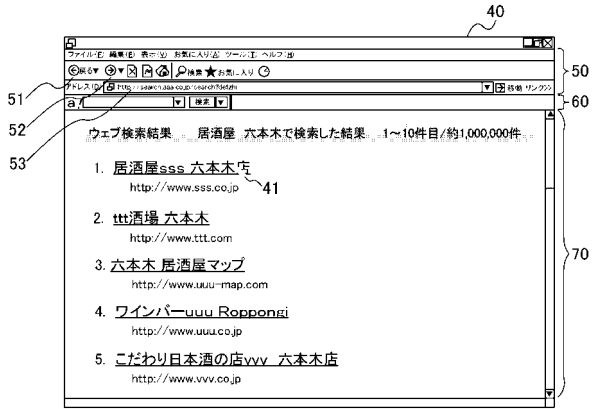 40
ファイル(F) 編集(E) 表示(V) お気に入り(A) ツール(T) ヘルプ(H)
戻る▼ ▼ 検索 ★お気に入り
50
51
アドレス(D) http://search.aaa.co.jp/search?de&zhi 移動 リンク>>
52
a 検索
60
53
ウェブ検索結果 居酒屋 六本木で検索した結果 1～10件目/約1,000,000件
1. 居酒屋sss 六本木店
http://www.sss.co.jp
41
2. ttt酒場 六本木
http://www.ttt.com
70
3. 六本木 居酒屋マップ
http://www.uuu-map.com
4. ワインバーuuu Roppongi
http://www.uuu.co.jp
5. こだわり日本酒の店vvv 六本木店
http://www.vvv.co.jp